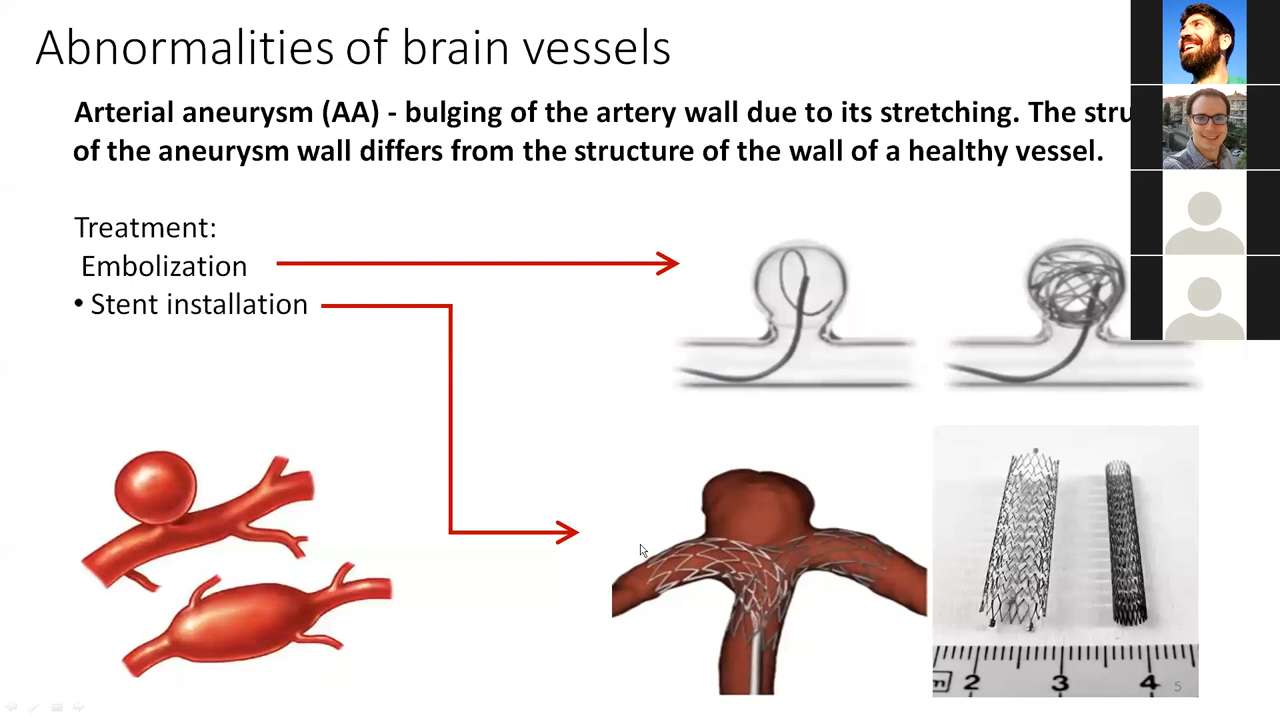 Abnormalities of brain vessels
Arterial aneurysm (AA) - bulging of the artery wall due to its stretching. The
of the aneurysm wall differs from the structure of the wall of a healthy vessel.
Treatment:
Embolization
• Stent installation
2 3 4
5